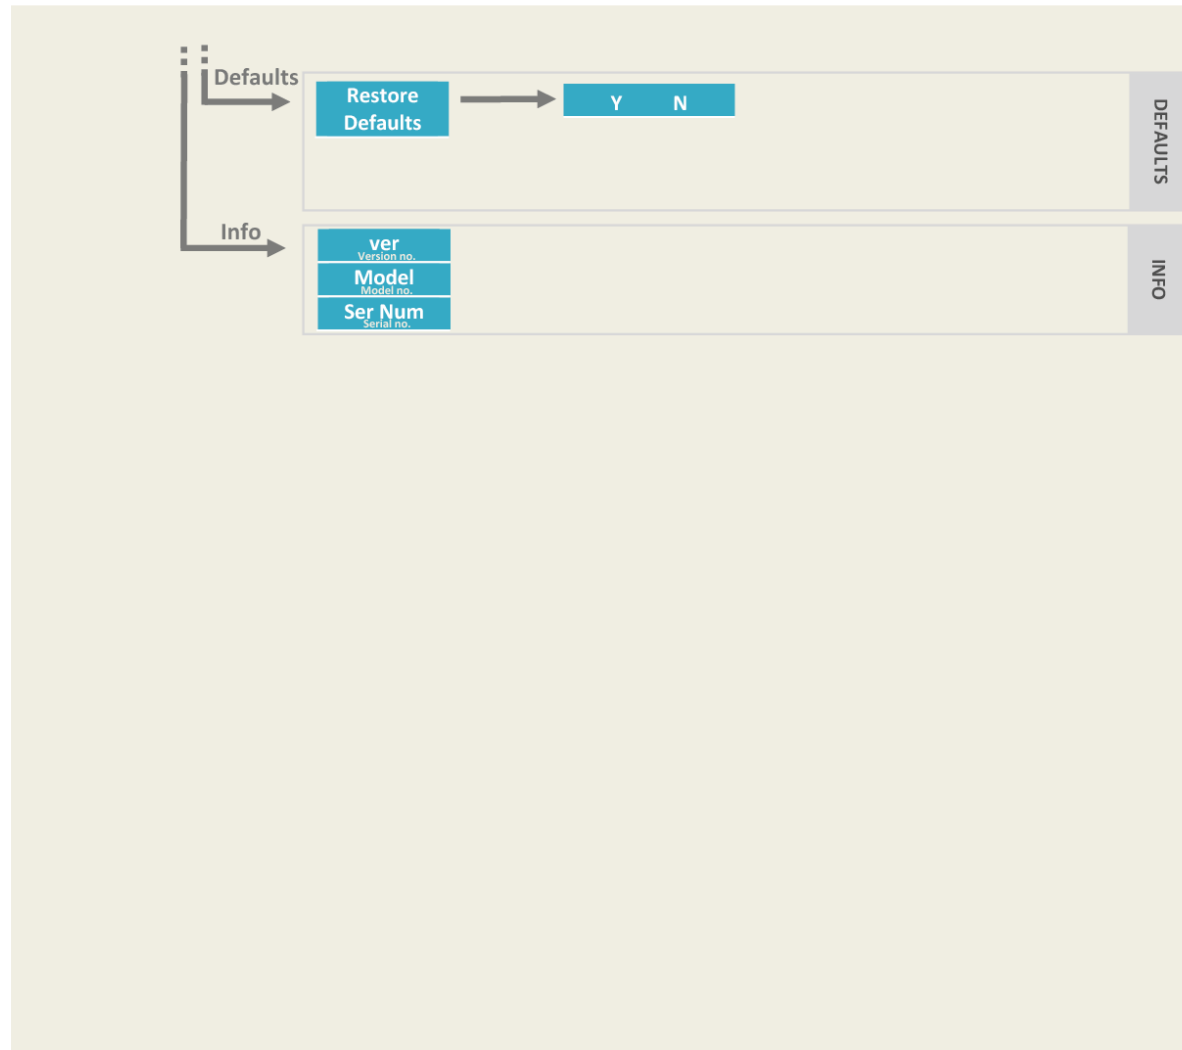 Defaults
Restore
Defaults
Y N
DEFAULTS
Info
ver
Version no.
Model
Model no.
Ser Num
Serial no.
INFO